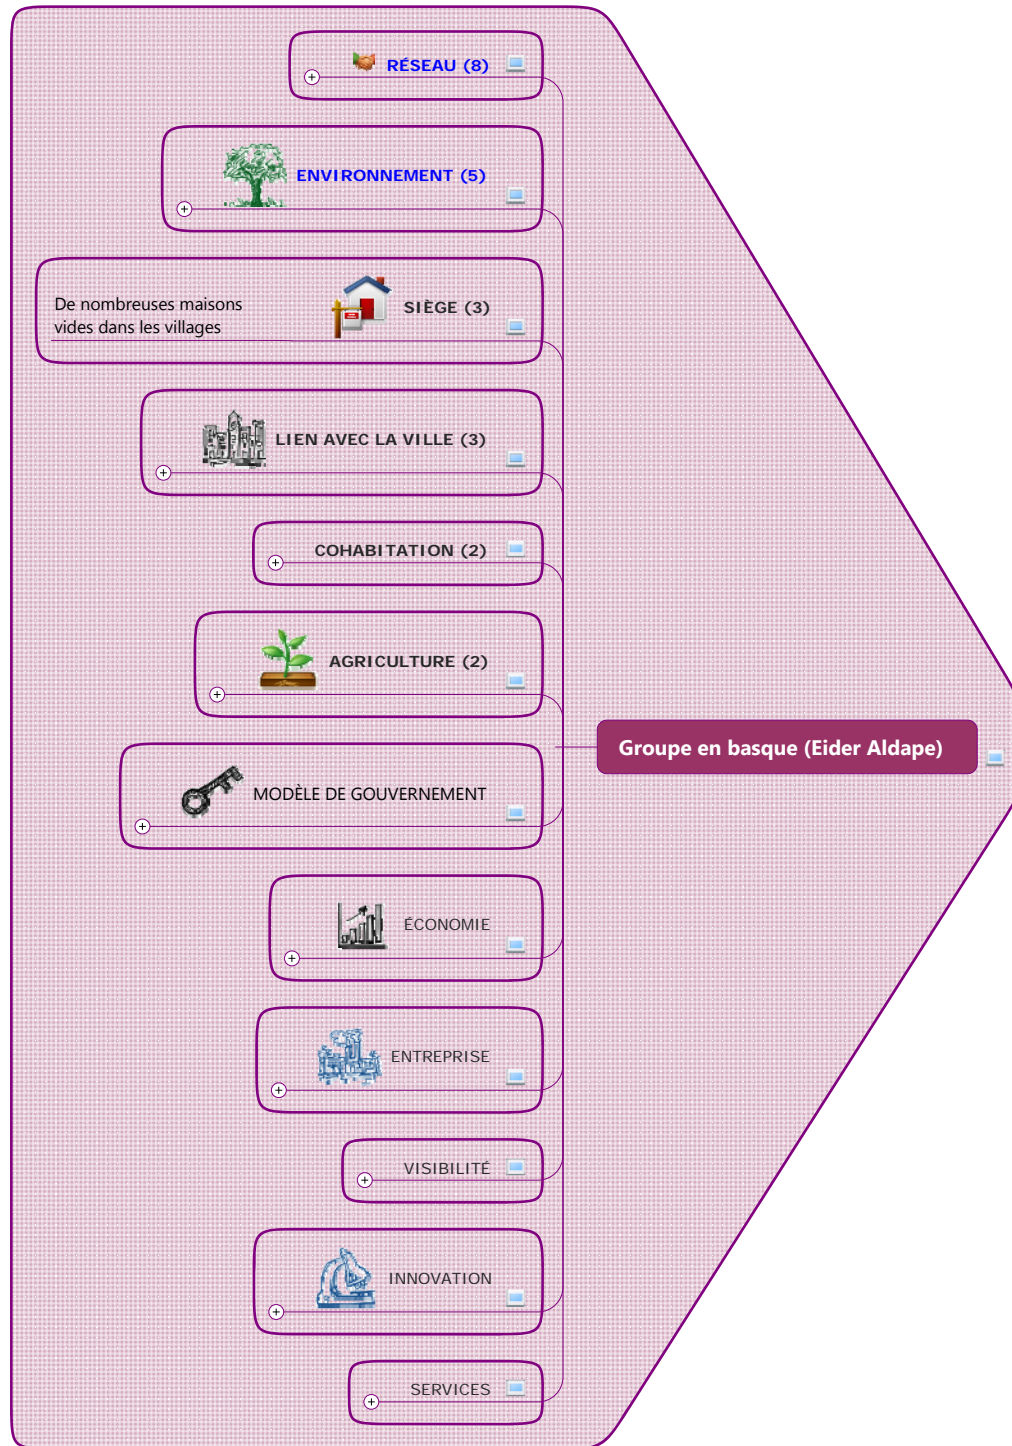 RÉSEAU (8)
ENVIRONNEMENT (5)
De nombreuses maisons
vides dans les villages
SIÈGE (3)
LIEN AVEC LA VILLE (3)
COHABITATION (2)
AGRICULTURE (2)
Groupe en basque (Eider Aldape)
MODÈLE DE GOUVERNEMENT
ÉCONOMIE
ENTREPRISE
VISIBILITÉ
INNOVATION
SERVICES